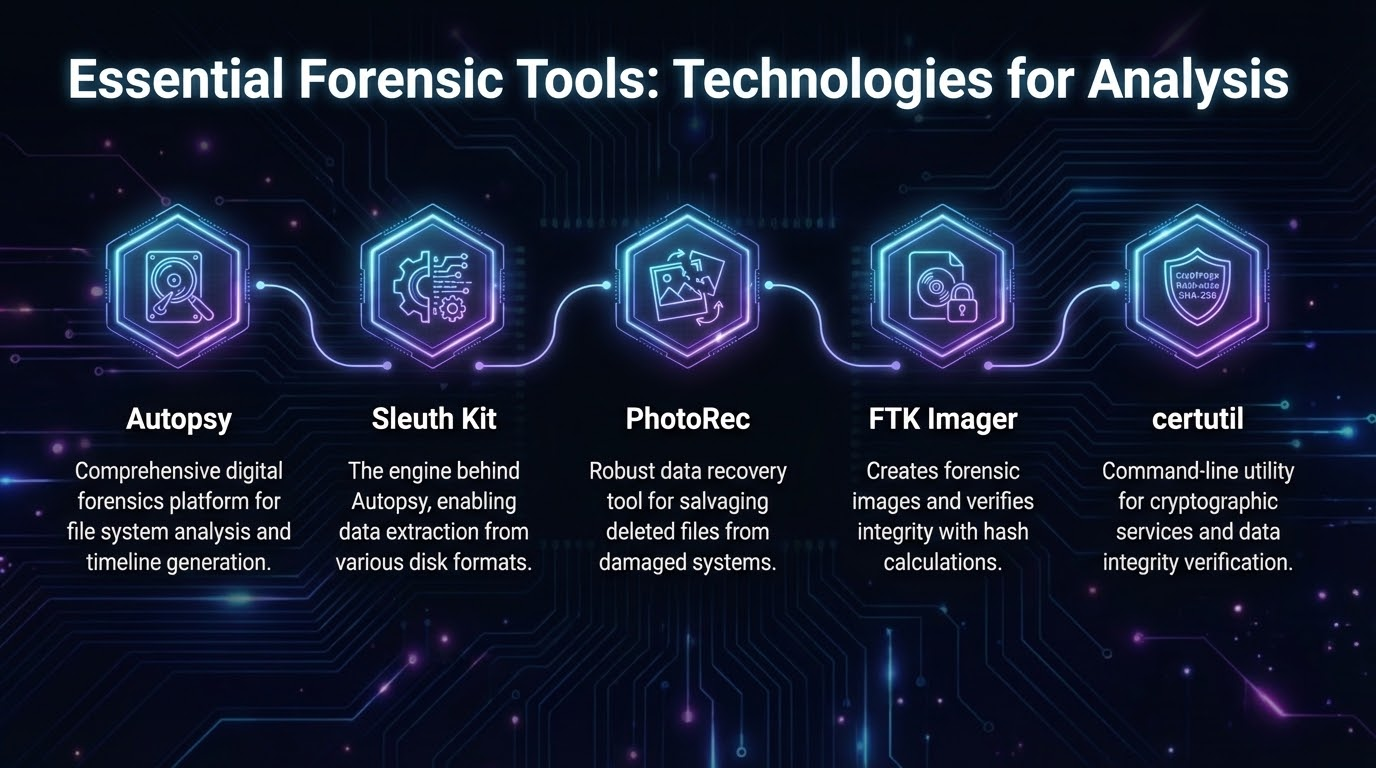 Essential Forensic Tools: Technologies for Analysis
SHA-256
Autopsy
Comprehensive digital
forensics platform for
file system analysis and
timeline generation.
Sleuth Kit
The engine behind
Autopsy, enabling
data extraction from
various disk formats.
PhotoRec
Robust data recovery
tool for salvaging
deleted files from
damaged systems.
FTK Imager
Creates forensic
images and verifies
integrity with hash
calculations.
certutil
Command-line utility
for cryptographic
services and data
integrity verification.